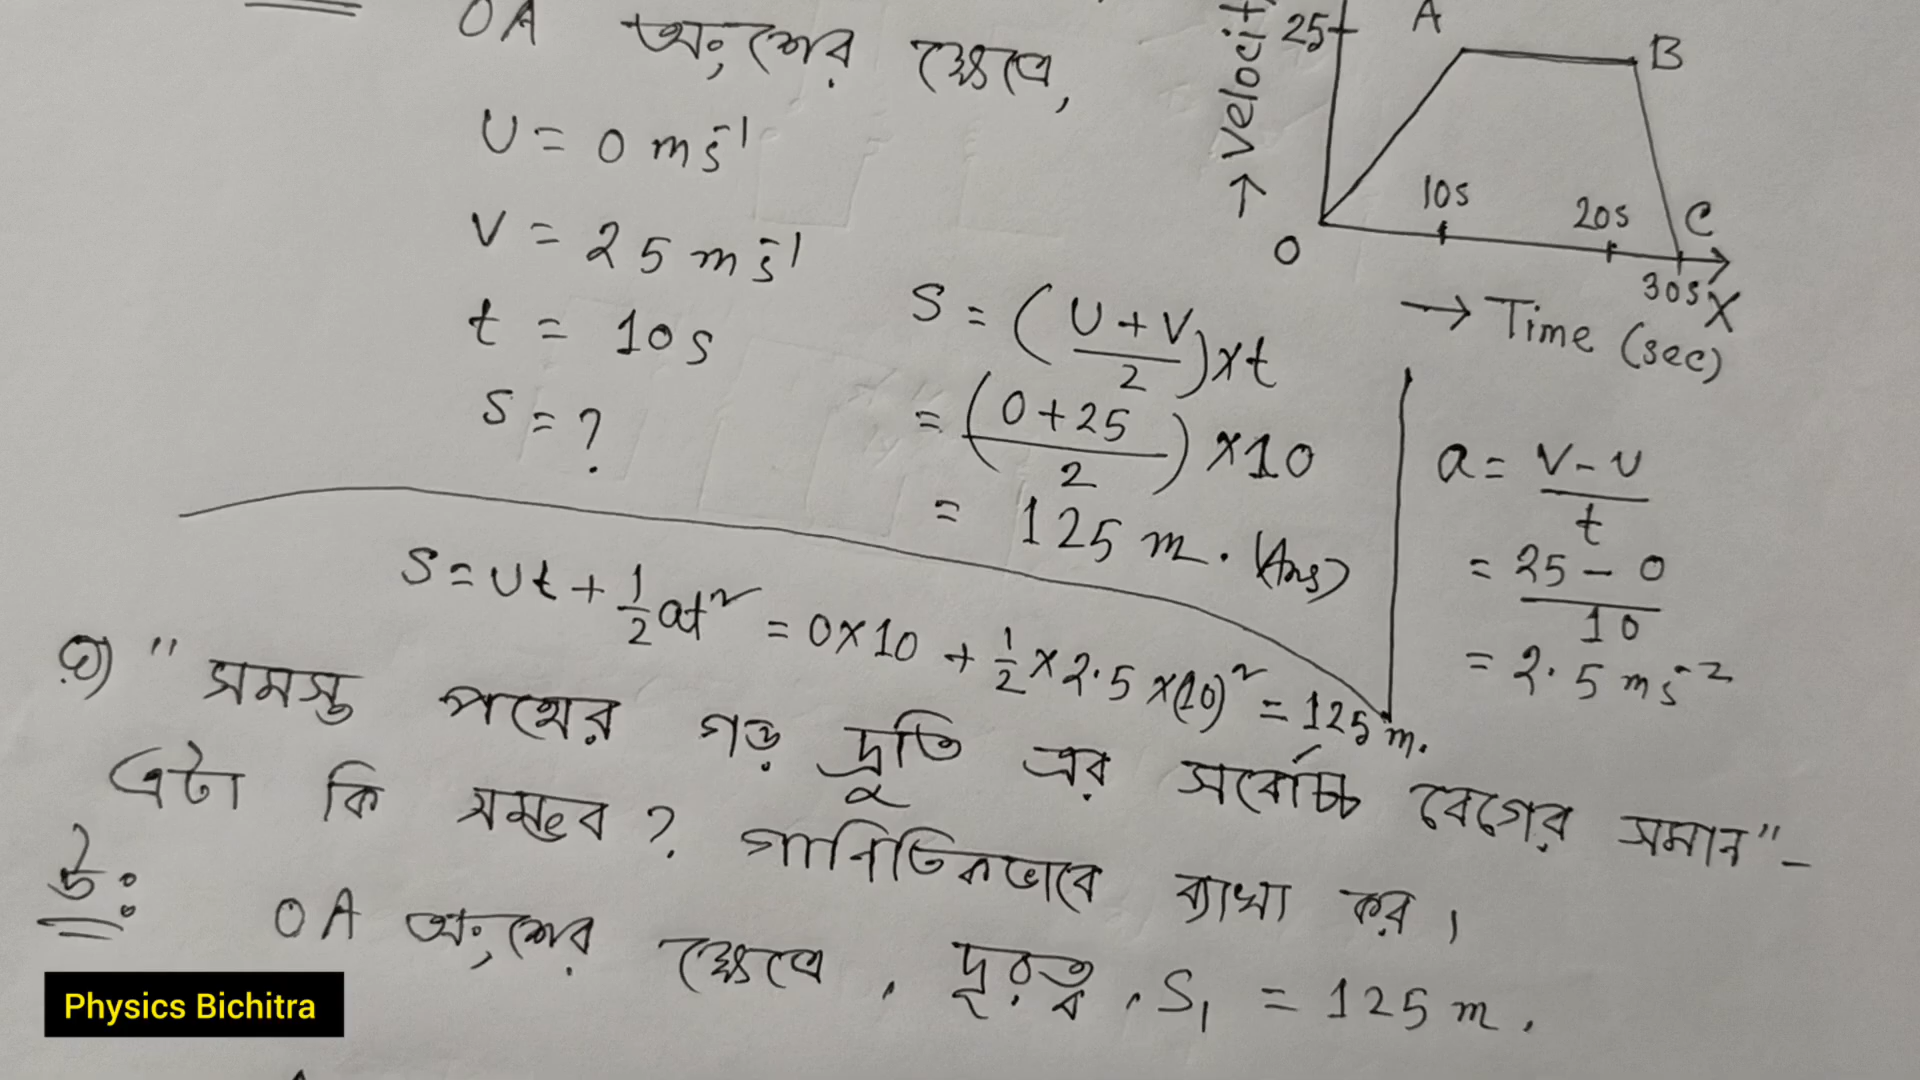 OA অংশের ক্ষেত্রে,
U = 0 ms⁻¹
V = 25 ms⁻¹
t = 10s
S = ?
S = (U+V/2)×t
= (0+25/2)×10
= 125 m. (Ans)
→ Velocit
25
A
B
10s
20s
C
O
30s
X
→ Time (sec)
a = V-U/t
= 25-0/10
= 2.5 ms⁻²
S = Ut + ½at² = 0×10 + ½×2.5×(10)² = 125 m.
ঘ) "সমস্ত পথের গড় দ্রুতি এর সর্বোচ্চ বেগের সমান"-
এটা কি সম্ভব? গানিতিকভাবে ব্যাখা কর।
উঃ
OA অংশের ক্ষেত্রে, দূরত্ব, S₁ = 125 m.
Physics Bichitra